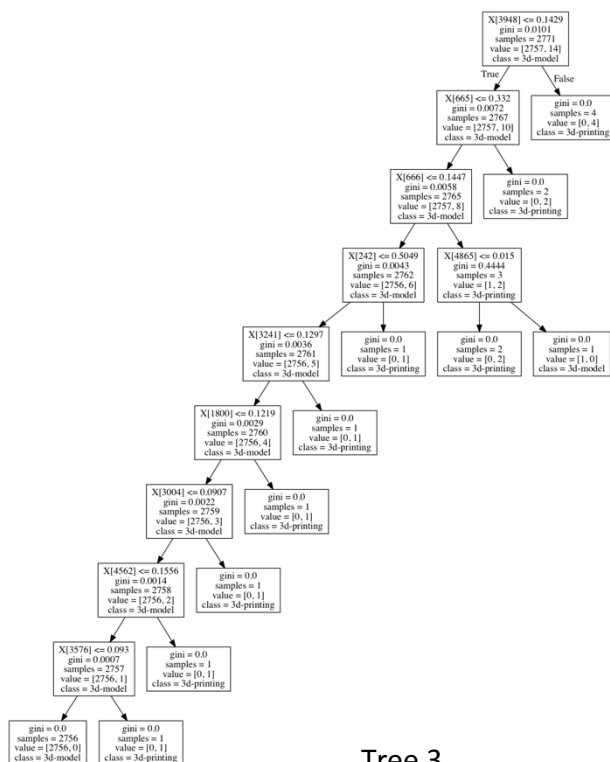 X[3948] <= 0.1429
gini = 0.0101
samples = 2771
value = [2757, 14]
class = 3d-model
True
False
X[665] <= 0.332
gini = 0.0072
samples = 2767
value = [2757, 10]
class = 3d-model
gini = 0.0
samples = 4
value = [0, 4]
class = 3d-printing
X[666] <= 0.1447
gini = 0.0058
samples = 2765
value = [2757, 8]
class = 3d-model
gini = 0.0
samples = 2
value = [0, 2]
class = 3d-printing
X[242] <= 0.5049
gini = 0.0043
samples = 2762
value = [2756, 6]
class = 3d-model
X[4865] <= 0.015
gini = 0.4444
samples = 3
value = [1, 2]
class = 3d-printing
X[3241] <= 0.1297
gini = 0.0036
samples = 2761
value = [2756, 5]
class = 3d-model
gini = 0.0
samples = 1
value = [0, 1]
class = 3d-printing
gini = 0.0
samples = 2
value = [0, 2]
class = 3d-printing
gini = 0.0
samples = 1
value = [1, 0]
class = 3d-model
X[1800] <= 0.1219
gini = 0.0029
samples = 2760
value = [2756, 4]
class = 3d-model
gini = 0.0
samples = 1
value = [0, 1]
class = 3d-printing
X[3004] <= 0.0907
gini = 0.0022
samples = 2759
value = [2756, 3]
class = 3d-model
gini = 0.0
samples = 1
value = [0, 1]
class = 3d-printing
X[4562] <= 0.1556
gini = 0.0014
samples = 2758
value = [2756, 2]
class = 3d-model
gini = 0.0
samples = 1
value = [0, 1]
class = 3d-printing
X[3576] <= 0.093
gini = 0.0007
samples = 2757
value = [2756, 1]
class = 3d-model
gini = 0.0
samples = 1
value = [0, 1]
class = 3d-printing
gini = 0.0
samples = 2756
value = [2756, 0]
class = 3d-model
gini = 0.0
samples = 1
value = [0, 1]
class = 3d-printing
Tree 3